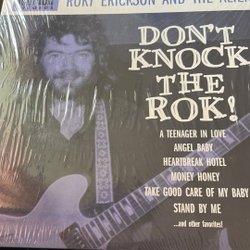 ROKY ERICKSON AND THE ALIENS
DON'T
KNOCK
THE
ROK!
A TEENAGER IN LOVE
ANGEL BABY
HEARTBREAK HOTEL
MONEY HONEY
TAKE GOOD CARE OF MY BABY
STAND BY ME
...and other favorites!